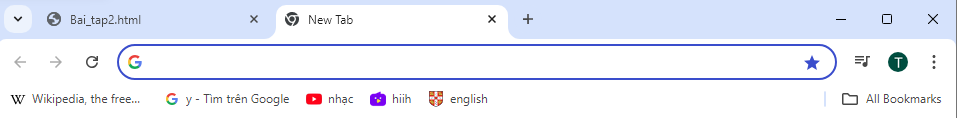 Bai_tap2.html New Tab
T
Wikipedia, the free... y - Tìm trên Google nhạc hiih english All Bookmarks